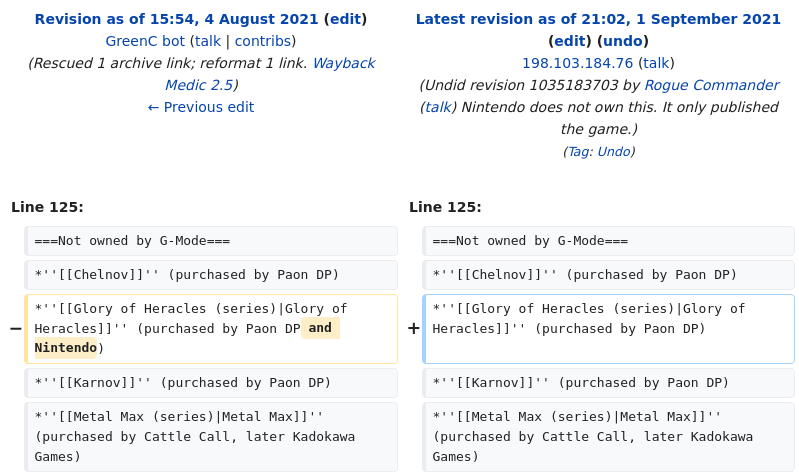 Revision as of 15:54, 4 August 2021 (edit)
GreenC bot (talk | contribs)
(Rescued 1 archive link; reformat 1 link. Wayback
Medic 2.5)
← Previous edit
Latest revision as of 21:02, 1 September 2021
(edit) (undo)
198.103.184.76 (talk)
(Undid revision 1035183703 by Rogue Commander
(talk) Nintendo does not own this. It only published
the game.)
(Tag: Undo)
Line 125:
Line 125:
===Not owned by G-Mode===
===Not owned by G-Mode===
*''[[Chelnov]]'' (purchased by Paon DP)
*''[[Chelnov]]'' (purchased by Paon DP)
− *''[[Glory of Heracles (series)|Glory of
Heracles]]'' (purchased by Paon DP and
Nintendo)
+ *''[[Glory of Heracles (series)|Glory of
Heracles]]'' (purchased by Paon DP)
*''[[Karnov]]'' (purchased by Paon DP)
*''[[Karnov]]'' (purchased by Paon DP)
*''[[Metal Max (series)|Metal Max]]''
(purchased by Cattle Call, later Kadokawa
Games)
*''[[Metal Max (series)|Metal Max]]''
(purchased by Cattle Call, later Kadokawa
Games)